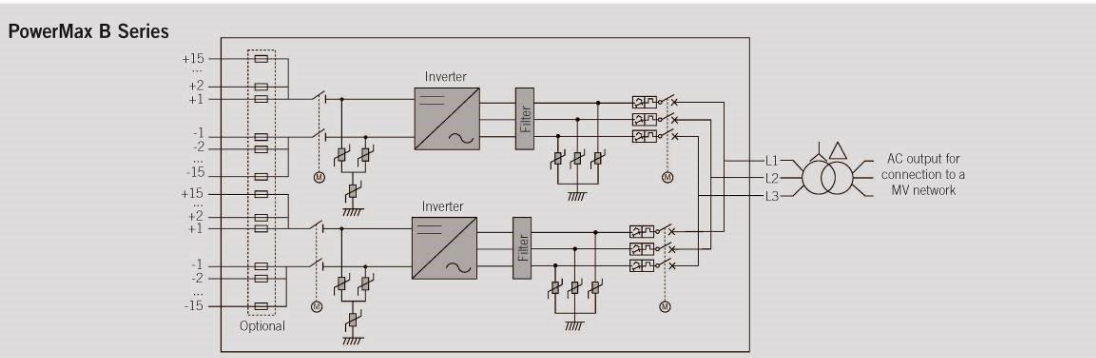 PowerMax B Series
+15
...
+2
+1
-1
-2
...
-15
+15
...
+2
+1
-1
-2
...
-15
Optional
Inverter
Filter
M
M
Inverter
Filter
M
M
L1
L2
L3
AC output for
connection to a
MV network